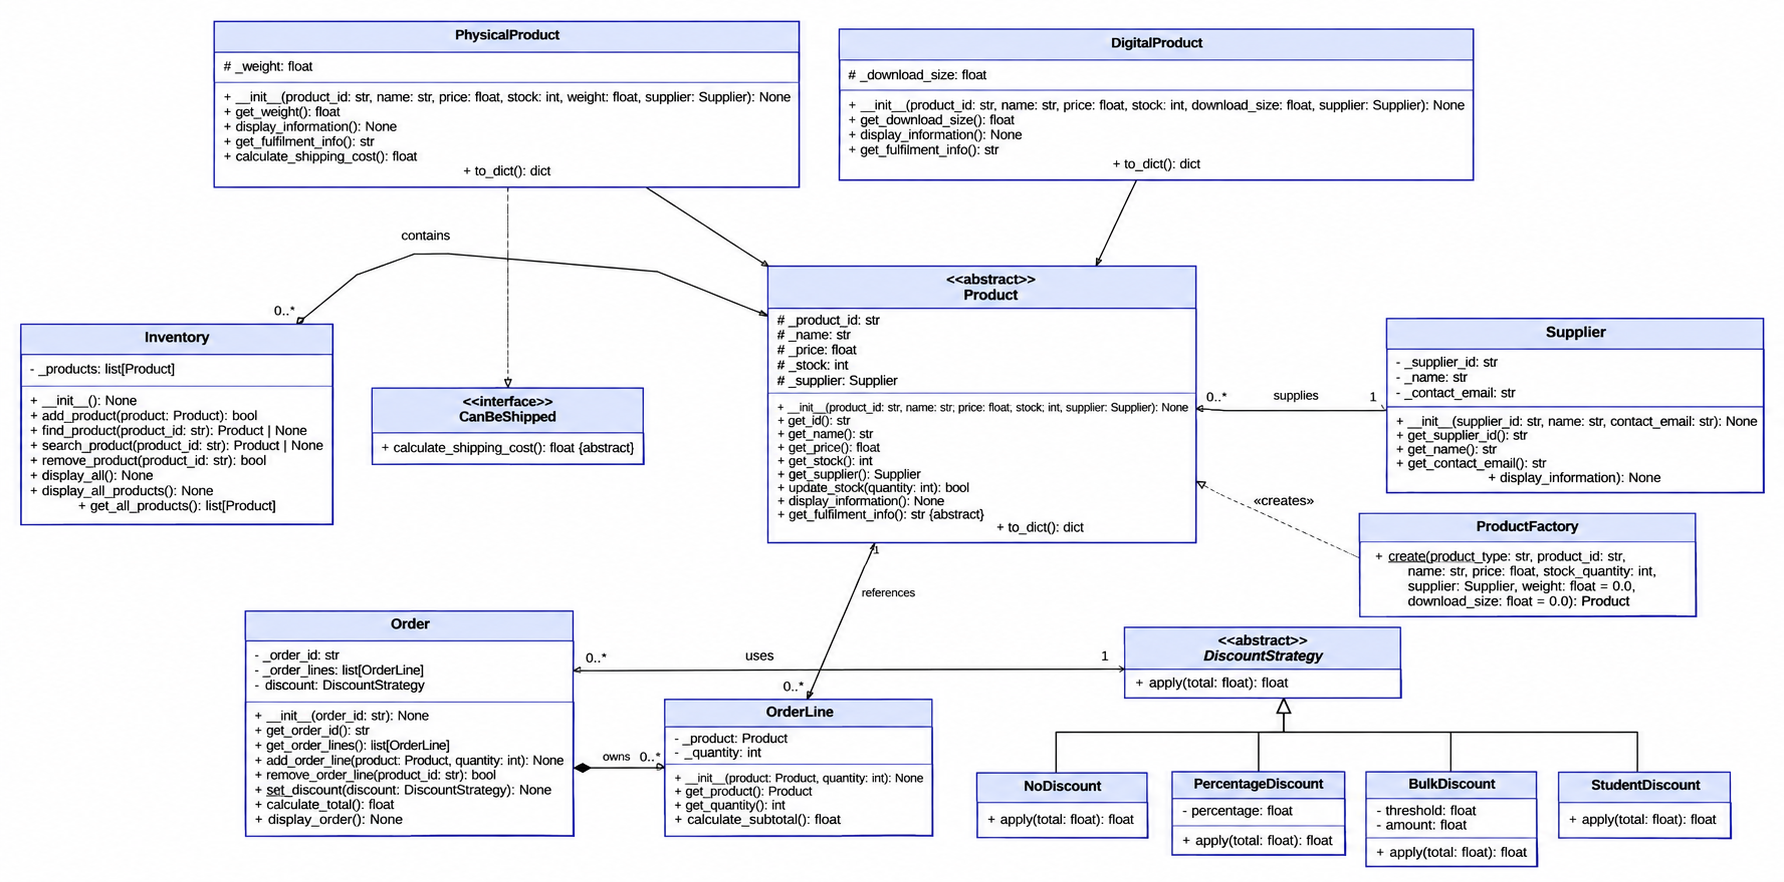 PhysicalProduct
# _weight: float
+ __init__(product_id: str, name: str, price: float, stock: int, weight: float, supplier: Supplier): None
+ get_weight(): float
+ display_information(): None
+ get_fulfilment_info(): str
+ calculate_shipping_cost(): float
+ to_dict(): dict
DigitalProduct
# _download_size: float
+ __init__(product_id: str, name: str, price: float, stock: int, download_size: float, supplier: Supplier): None
+ get_download_size(): float
+ display_information(): None
+ get_fulfilment_info(): str
+ to_dict(): dict
contains
0..*
Inventory
- _products: list[Product]
+ __init__(): None
+ add_product(product: Product): bool
+ find_product(product_id: str): Product | None
+ search_product(product_id: str): Product | None
+ remove_product(product_id: str): bool
+ display_all(): None
+ display_all_products(): None
+ get_all_products(): list[Product]
<<interface>>
CanBeShipped
+ calculate_shipping_cost(): float {abstract}
<<abstract>>
Product
# _product_id: str
# _name: str
# _price: float
# _stock: int
# _supplier: Supplier
+ __init__(product_id: str, name: str, price: float, stock: int, supplier: Supplier): None
+ get_id(): str
+ get_name(): str
+ get_price(): float
+ get_stock(): int
+ get_supplier(): Supplier
+ update_stock(quantity: int): bool
+ display_information(): None
+ get_fulfilment_info(): str {abstract}
+ to_dict(): dict
0..*
supplies
1
Supplier
- _supplier_id: str
- _name: str
- _contact_email: str
+ __init__(supplier_id: str, name: str, contact_email: str): None
+ get_supplier_id(): str
+ get_name(): str
+ get_contact_email(): str
+ display_information): None
«creates»
ProductFactory
+ create(product_type: str, product_id: str,
name: str, price: float, stock_quantity: int,
supplier: Supplier, weight: float = 0.0,
download_size: float = 0.0): Product
1
references
0..*
Order
- _order_id: str
- _order_lines: list[OrderLine]
- discount: DiscountStrategy
+ __init__(order_id: str): None
+ get_order_id(): str
+ get_order_lines(): list[OrderLine]
+ add_order_line(product: Product, quantity: int): None
+ remove_order_line(product_id: str): bool
+ set_discount(discount: DiscountStrategy): None
+ calculate_total(): float
+ display_order(): None
0..*
uses
1
owns
0..*
OrderLine
- _product: Product
- _quantity: int
+ __init__(product: Product, quantity: int): None
+ get_product(): Product
+ get_quantity(): int
+ calculate_subtotal(): float
<<abstract>>
DiscountStrategy
+ apply(total: float): float
NoDiscount
+ apply(total: float): float
PercentageDiscount
- percentage: float
+ apply(total: float): float
BulkDiscount
- threshold: float
- amount: float
+ apply(total: float): float
StudentDiscount
+ apply(total: float): float